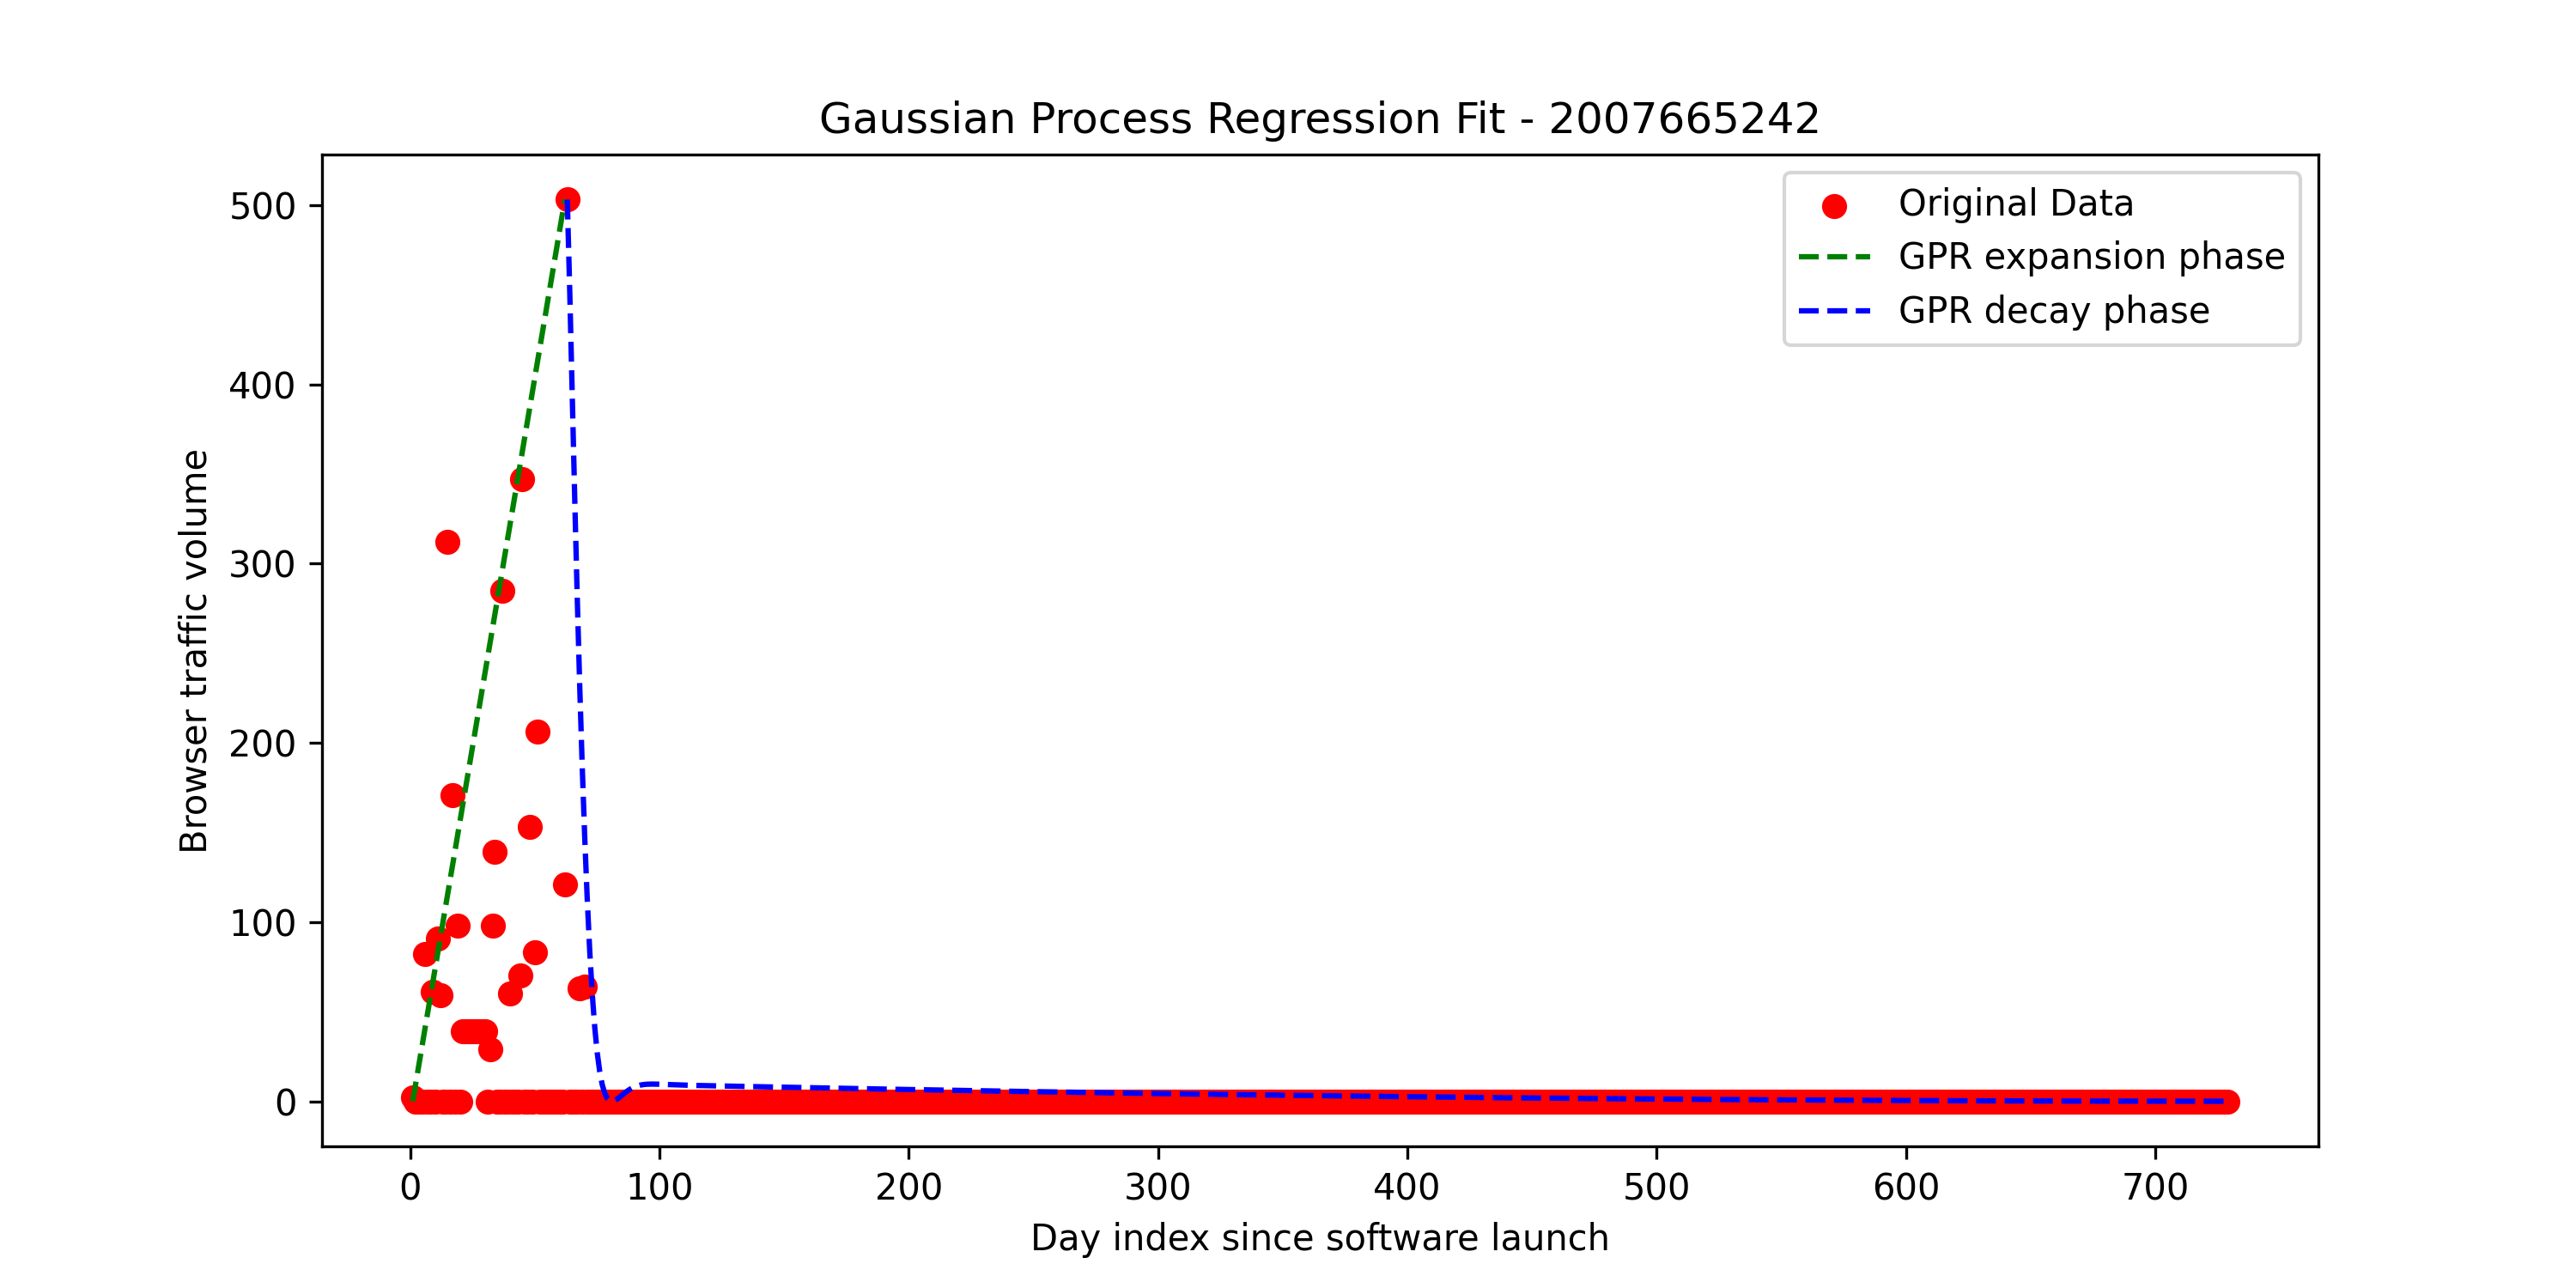 Gaussian Process Regression Fit - 2007665242
Original Data
GPR expansion phase
GPR decay phase
Browser traffic volume
500
400
300
200
100
0
0 100 200 300 400 500 600 700
Day index since software launch